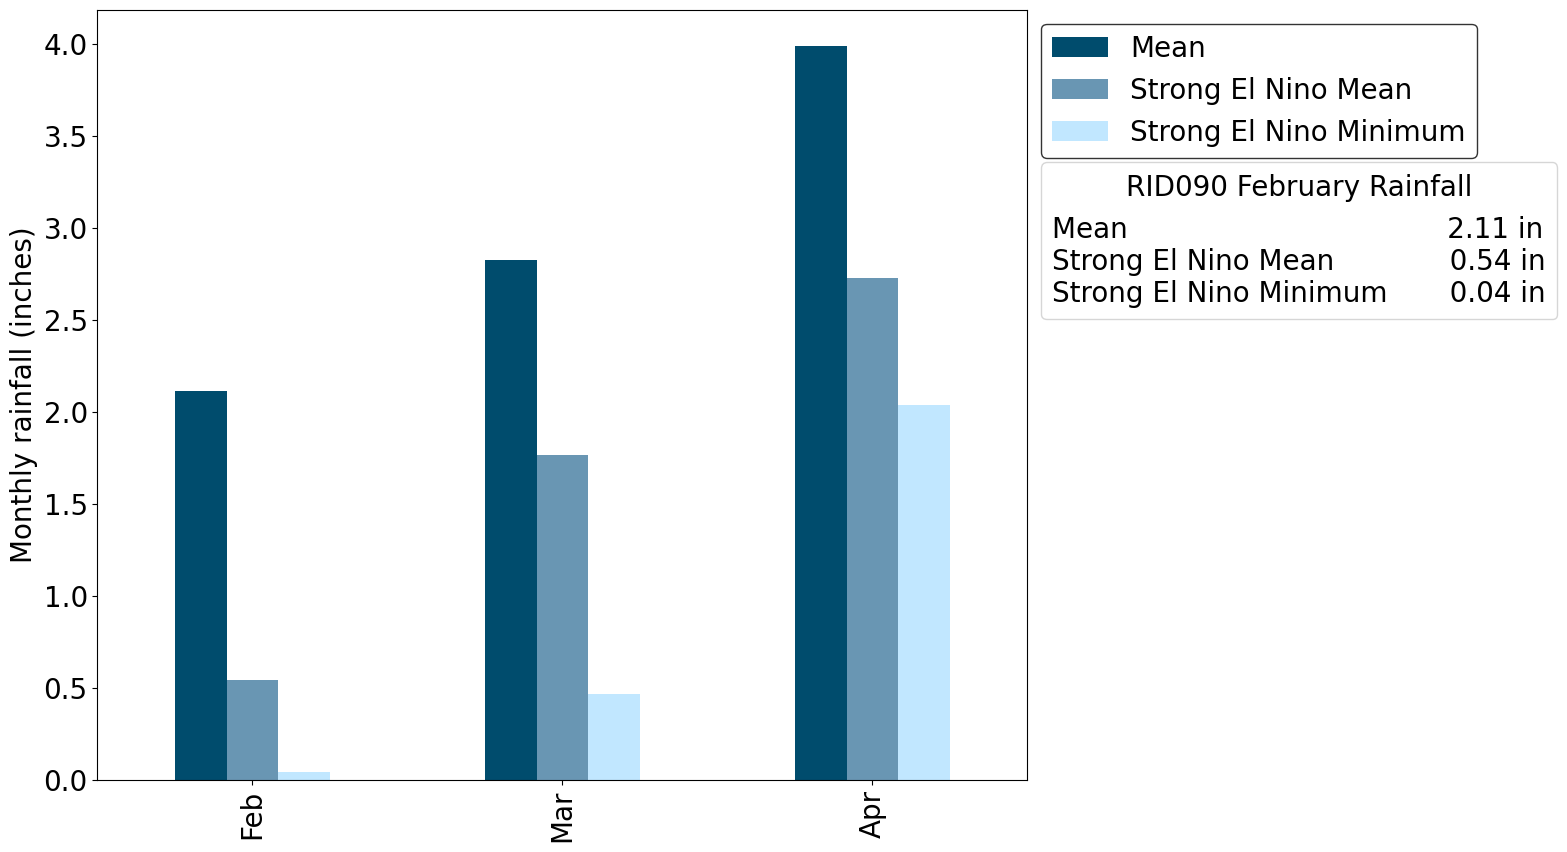 Monthly rainfall (inches)
4.0
3.5
3.0
2.5
2.0
1.5
1.0
0.5
0.0
Feb
Mar
Apr
Mean
Strong El Nino Mean
Strong El Nino Minimum
RID090 February Rainfall
Mean 2.11 in
Strong El Nino Mean 0.54 in
Strong El Nino Minimum 0.04 in